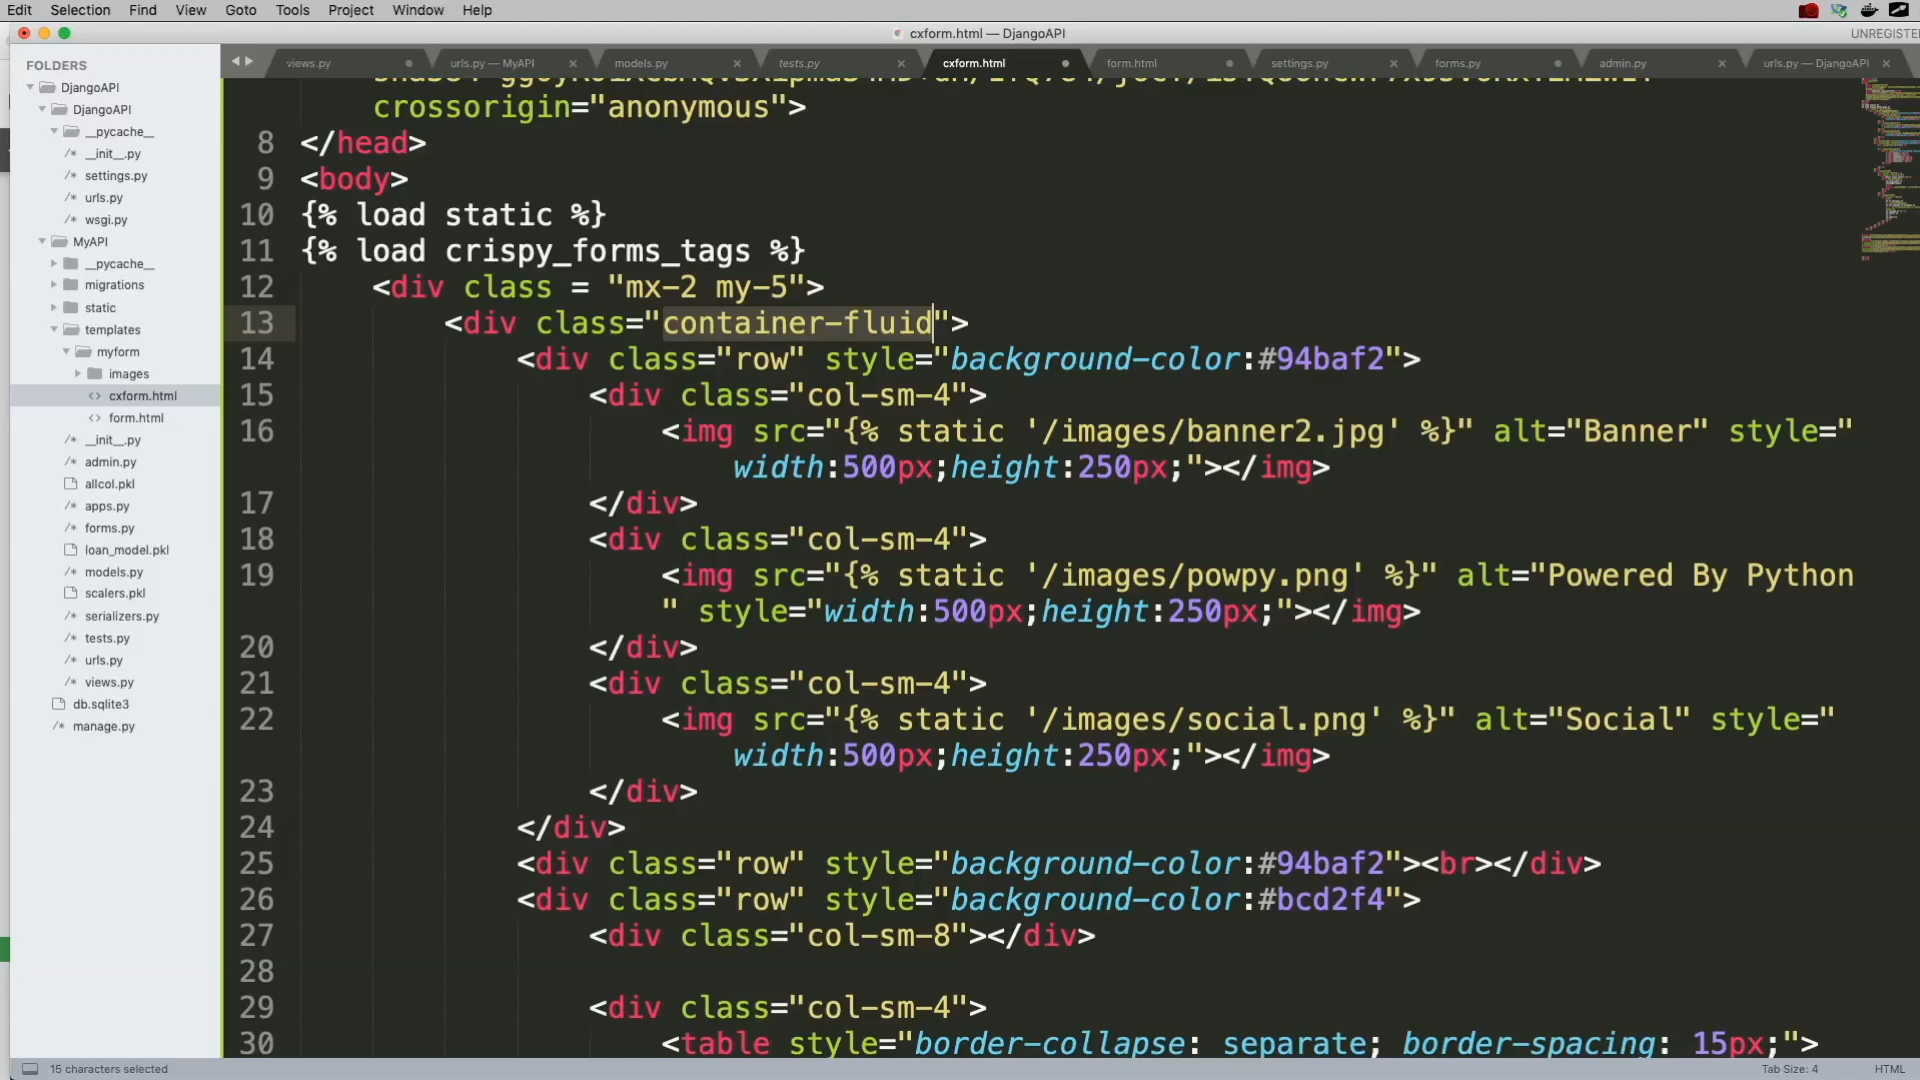 Edit Selection Find View Goto Tools Project Window Help
cxform.html — DjangoAPI
UNREGISTE
FOLDERS
DjangoAPI
DjangoAPI
__pycache__
__init__.py
settings.py
urls.py
wsgi.py
MyAPI
__pycache__
migrations
static
templates
myform
images
cxform.html
form.html
__init__.py
admin.py
allcol.pkl
apps.py
forms.py
loan_model.pkl
models.py
scalers.pkl
serializers.py
tests.py
urls.py
views.py
db.sqlite3
manage.py
views.py urls.py — MyAPI models.py tests.py cxform.html form.html settings.py forms.py admin.py urls.py — DjangoAPI
crossorigin="anonymous">
8 </head>
9 <body>
10 {% load static %}
11 {% load crispy_forms_tags %}
12 <div class = "mx-2 my-5">
13 <div class="container-fluid">
14 <div class="row" style="background-color:#94baf2">
15 <div class="col-sm-4">
16 <img src="{% static '/images/banner2.jpg' %}" alt="Banner" style="
width:500px;height:250px;"></img>
17 </div>
18 <div class="col-sm-4">
19 <img src="{% static '/images/powpy.png' %}" alt="Powered By Python
" style="width:500px;height:250px;"></img>
20 </div>
21 <div class="col-sm-4">
22 <img src="{% static '/images/social.png' %}" alt="Social" style="
width:500px;height:250px;"></img>
23 </div>
24 </div>
25 <div class="row" style="background-color:#94baf2"><br></div>
26 <div class="row" style="background-color:#bcd2f4">
27 <div class="col-sm-8"></div>
28
29 <div class="col-sm-4">
30 <table style="border-collapse: separate; border-spacing: 15px;">
15 characters selected
Tab Size: 4 HTML